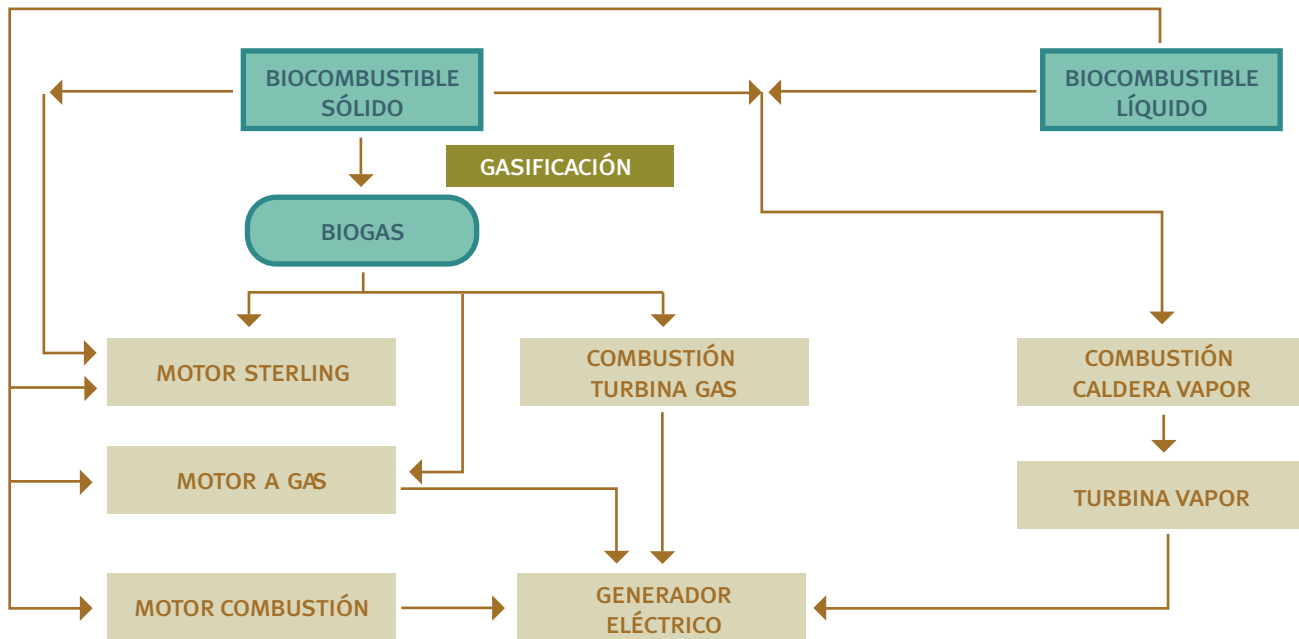 BIOCOMBUSTIBLE
SÓLIDO
BIOCOMBUSTIBLE
LÍQUIDO
GASIFICACIÓN
BIOGAS
MOTOR STERLING
COMBUSTIÓN
TURBINA GAS
COMBUSTIÓN
CALDERA VAPOR
MOTOR A GAS
TURBINA VAPOR
MOTOR COMBUSTIÓN
GENERADOR
ELÉCTRICO